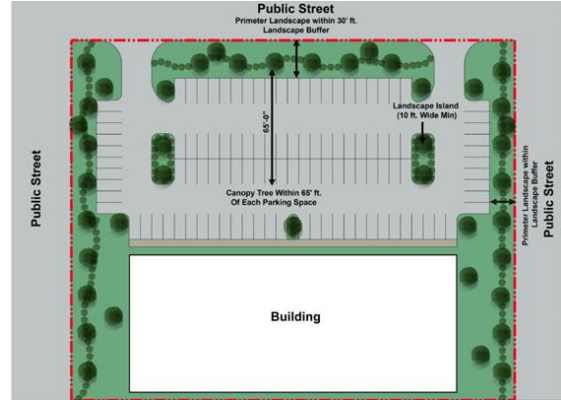 Public Street
Primeter Landscape within 30' ft.
Landscape Buffer
Landscape Island
(10 ft. Wide Min)
65'-0"
Canopy Tree Within 65' ft.
Of Each Parking Space
Public Street
Primeter Landscape within
Landscape Buffer
Public Street
Building